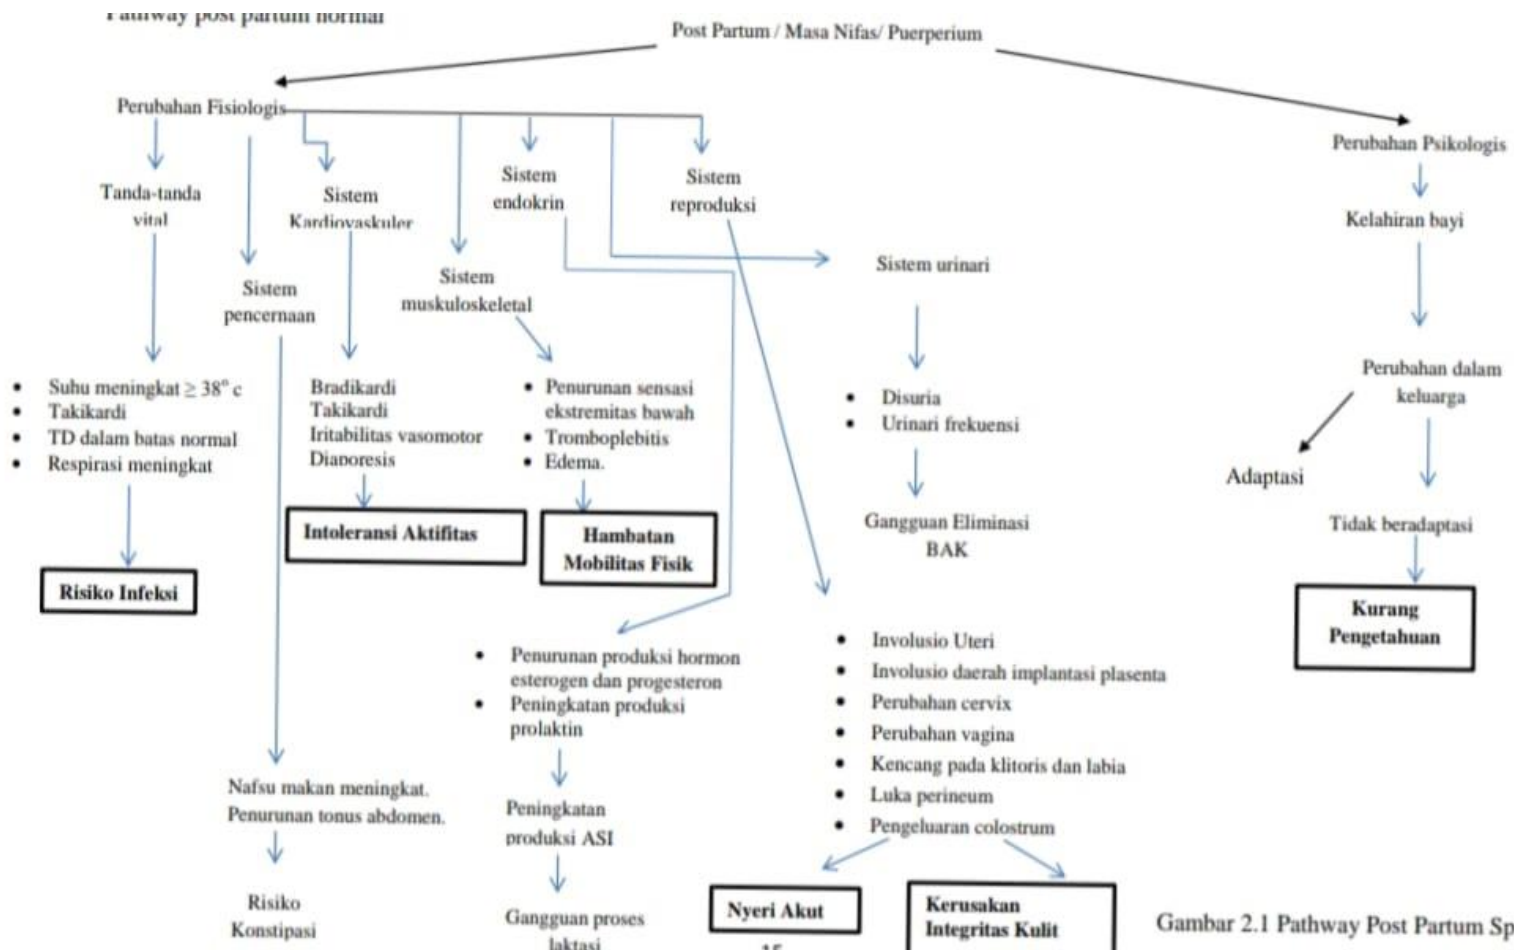 Pathway post partum normal
Post Partum / Masa Nifas/ Puerperium
Perubahan Fisiologis
Perubahan Psikologis
Tanda-tanda
vital
Sistem
Kardiovaskuler
Sistem
endokrin
Sistem
reproduksi
Kelahiran bayi
Sistem
pencernaan
Sistem
muskuloskeletal
Sistem urinari
Perubahan dalam
keluarga
• Suhu meningkat ≥ 38° c
• Takikardi
• TD dalam batas normal
• Respirasi meningkat
Bradikardi
Takikardi
Iritabilitas vasomotor
Diaporesis
• Penurunan sensasi
ekstremitas bawah
• Tromboplebitis
• Edema.
• Disuria
• Urinari frekuensi
Adaptasi
Tidak beradaptasi
Risiko Infeksi
Intoleransi Aktifitas
Hambatan
Mobilitas Fisik
Gangguan Eliminasi
BAK
Kurang
Pengetahuan
• Penurunan produksi hormon
esterogen dan progesteron
• Peningkatan produksi
prolaktin
• Involusio Uteri
• Involusio daerah implantasi plasenta
• Perubahan cervix
• Perubahan vagina
• Kencang pada klitoris dan labia
• Luka perineum
• Pengeluaran colostrum
Nafsu makan meningkat.
Penurunan tonus abdomen.
Peningkatan
produksi ASI
Risiko
Konstipasi
Gangguan proses
laktasi
Nyeri Akut
Kerusakan
Integritas Kulit
Gambar 2.1 Pathway Post Partum Sp
15